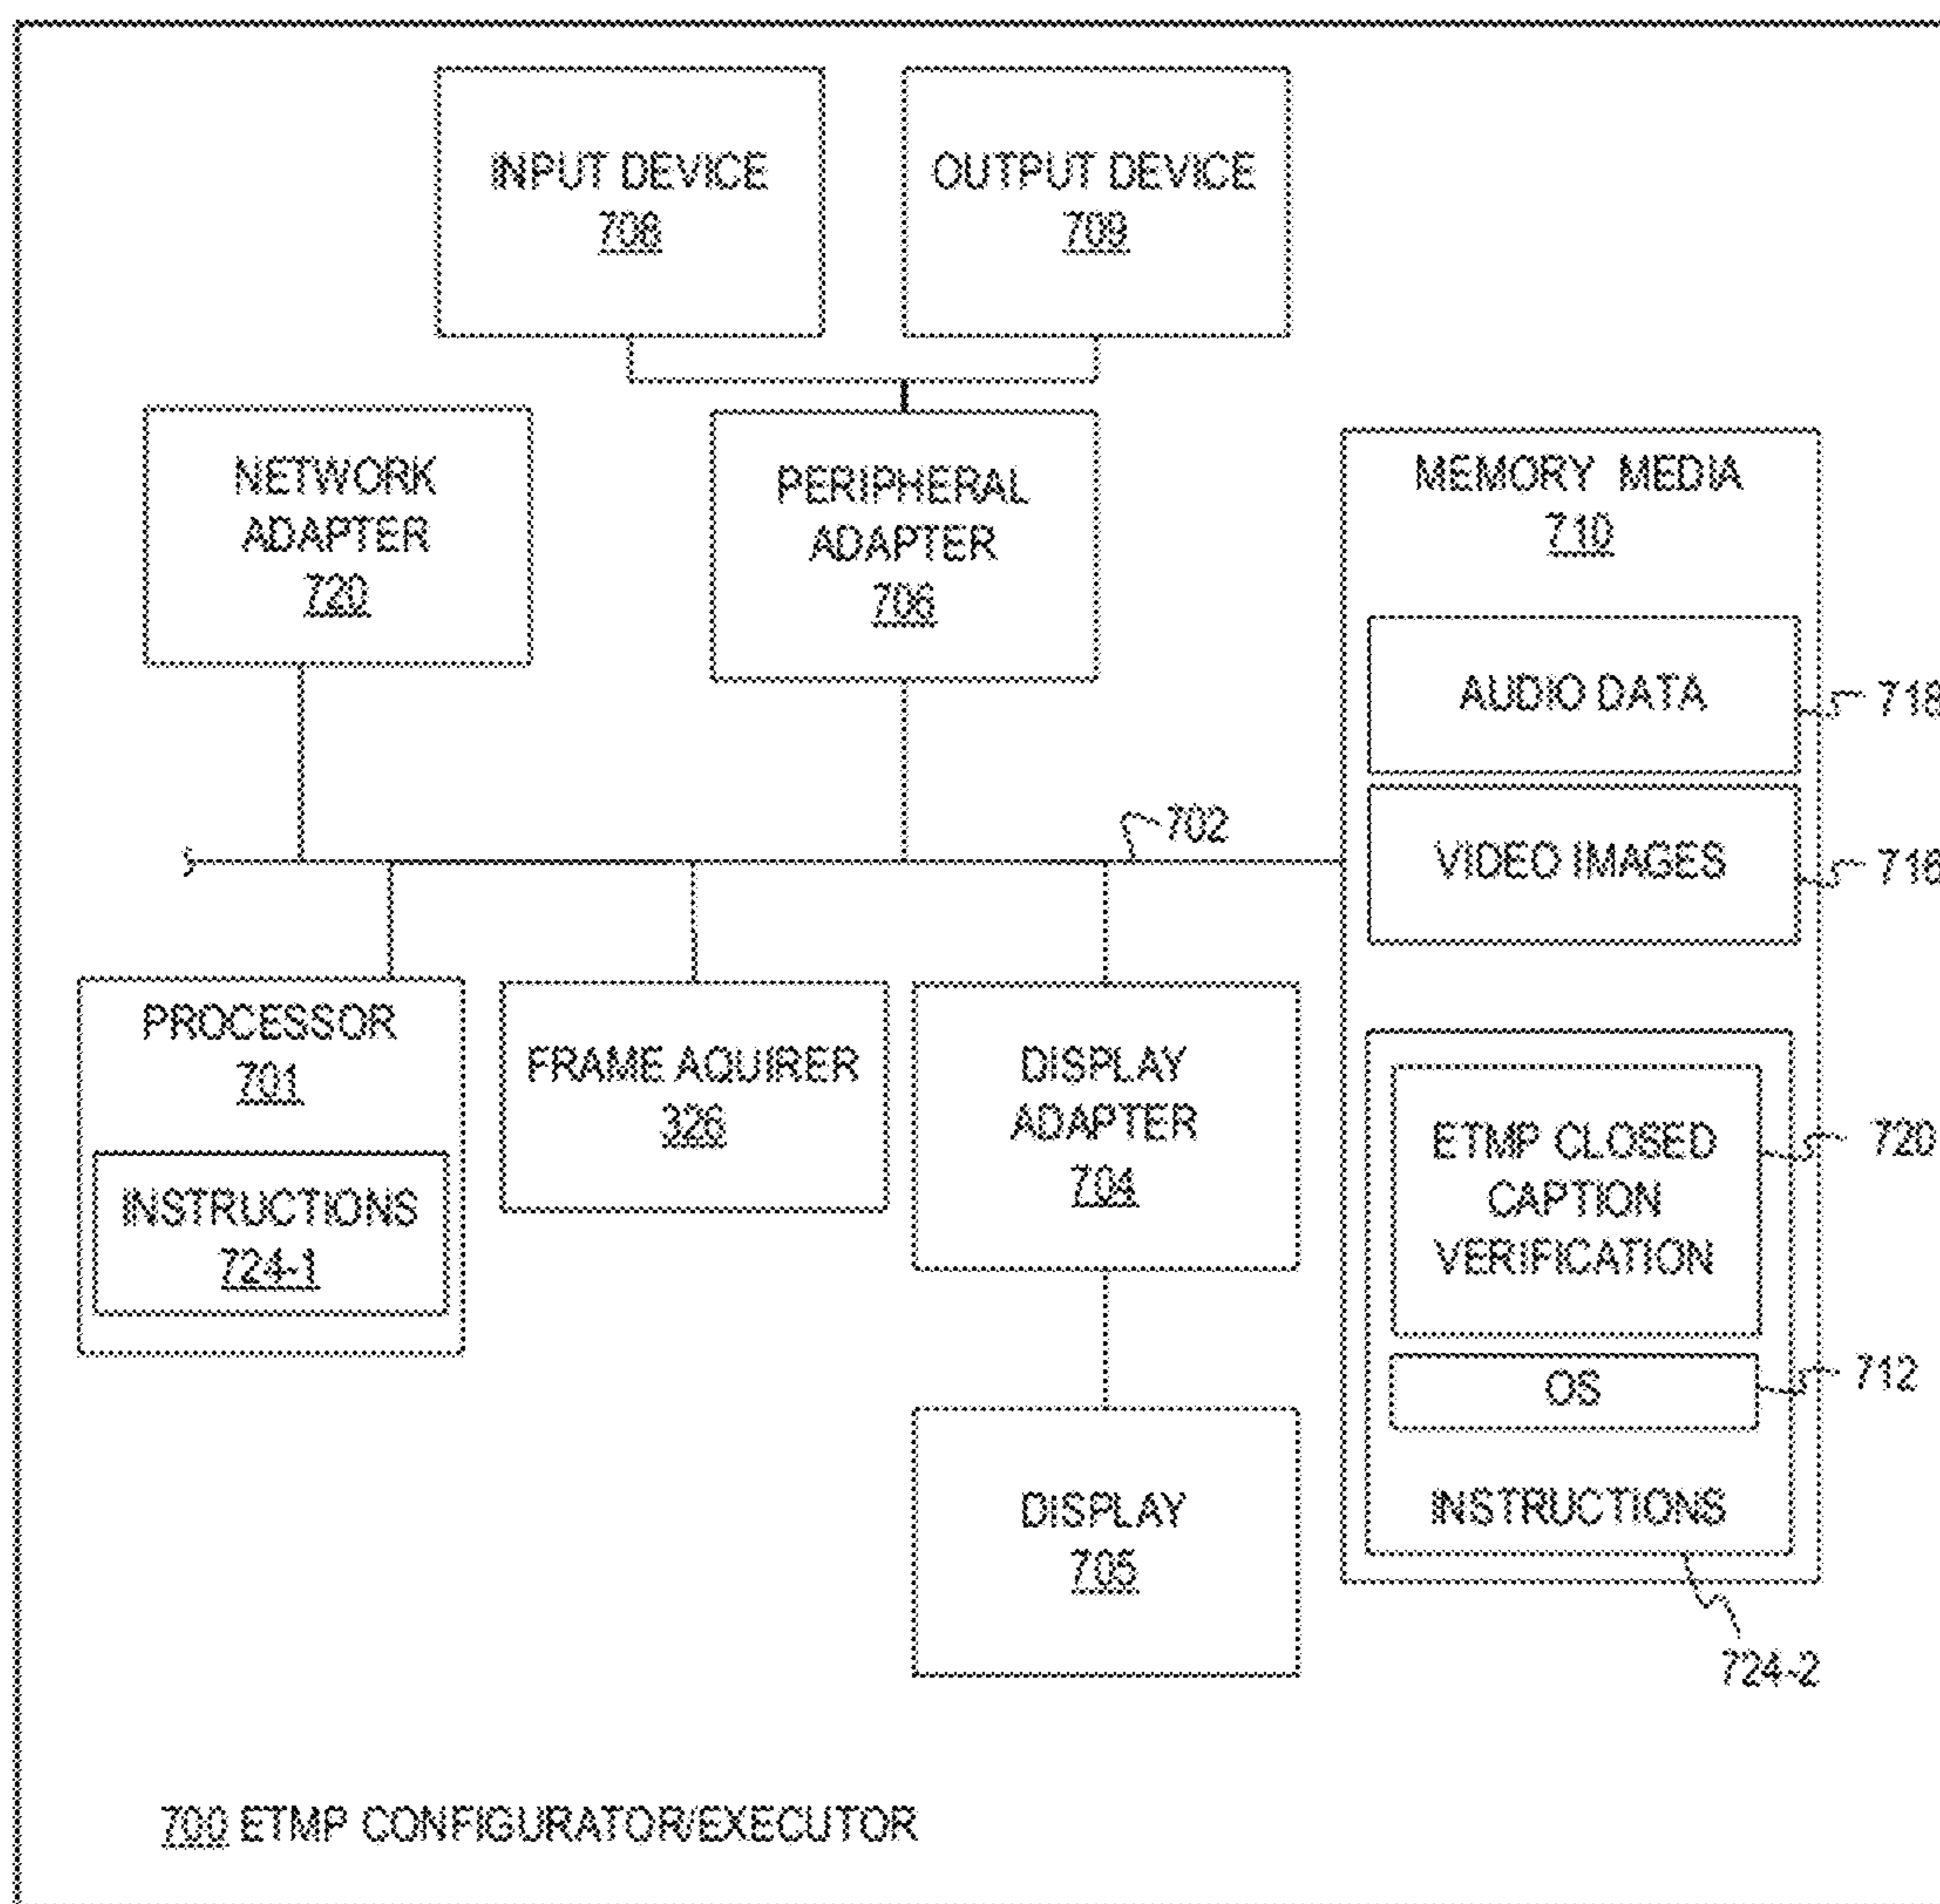 INPUT DEVICE
708
OUTPUT DEVICE
709
NETWORK
ADAPTER
720
PERIPHERAL
ADAPTER
706
MEMORY MEDIA
710
AUDIO DATA
718
VIDEO IMAGES
716
702
PROCESSOR
701
INSTRUCTIONS
724-1
FRAME AQUIRER
326
DISPLAY
ADAPTER
704
ETMP CLOSED
CAPTION
VERIFICATION
720
OS
712
INSTRUCTIONS
724-2
DISPLAY
705
700 ETMP CONFIGURATOR/EXECUTOR